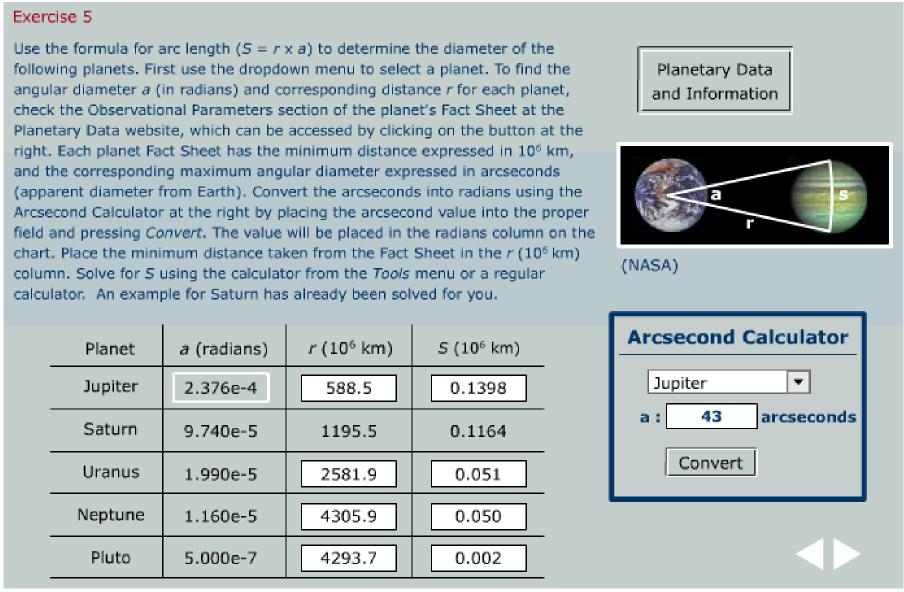 Exercise 5
Use the formula for arc length (S = r x a) to determine the diameter of the
following planets. First use the dropdown menu to select a planet. To find the
angular diameter a (in radians) and corresponding distance r for each planet,
check the Observational Parameters section of the planet's Fact Sheet at the
Planetary Data website, which can be accessed by clicking on the button at the
right. Each planet Fact Sheet has the minimum distance expressed in 10⁶ km,
and the corresponding maximum angular diameter expressed in arcseconds
(apparent diameter from Earth). Convert the arcseconds into radians using the
Arcsecond Calculator at the right by placing the arcsecond value into the proper
field and pressing Convert. The value will be placed in the radians column on the
chart. Place the minimum distance taken from the Fact Sheet in the r (10⁶ km)
column. Solve for S using the calculator from the Tools menu or a regular
calculator. An example for Saturn has already been solved for you.
Planetary Data
and Information
a
s
r
(NASA)
Planet a (radians) r (10⁶ km) S (10⁶ km)
Jupiter 2.376e-4 588.5 0.1398
Saturn 9.740e-5 1195.5 0.1164
Uranus 1.990e-5 2581.9 0.051
Neptune 1.160e-5 4305.9 0.050
Pluto 5.000e-7 4293.7 0.002
Arcsecond Calculator
Jupiter
a : 43 arcseconds
Convert